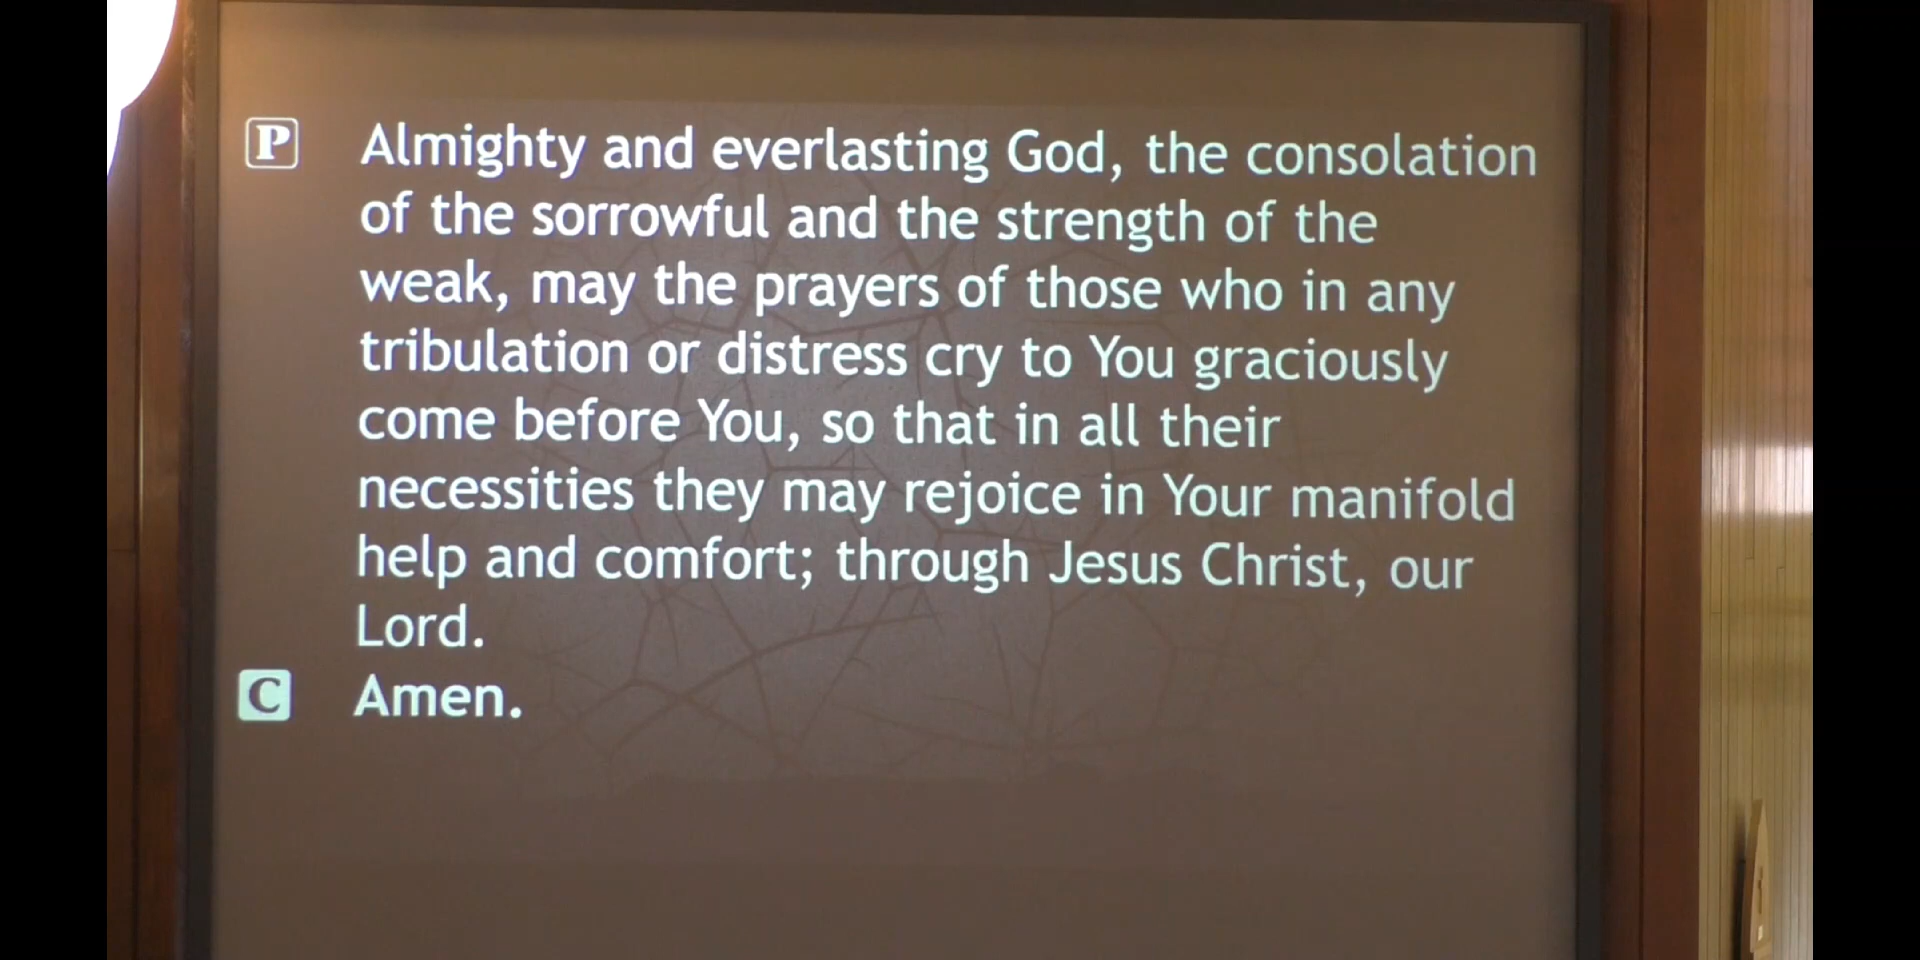 P Almighty and everlasting God, the consolation
of the sorrowful and the strength of the
weak, may the prayers of those who in any
tribulation or distress cry to You graciously
come before You, so that in all their
necessities they may rejoice in Your manifold
help and comfort; through Jesus Christ, our
Lord.
C Amen.